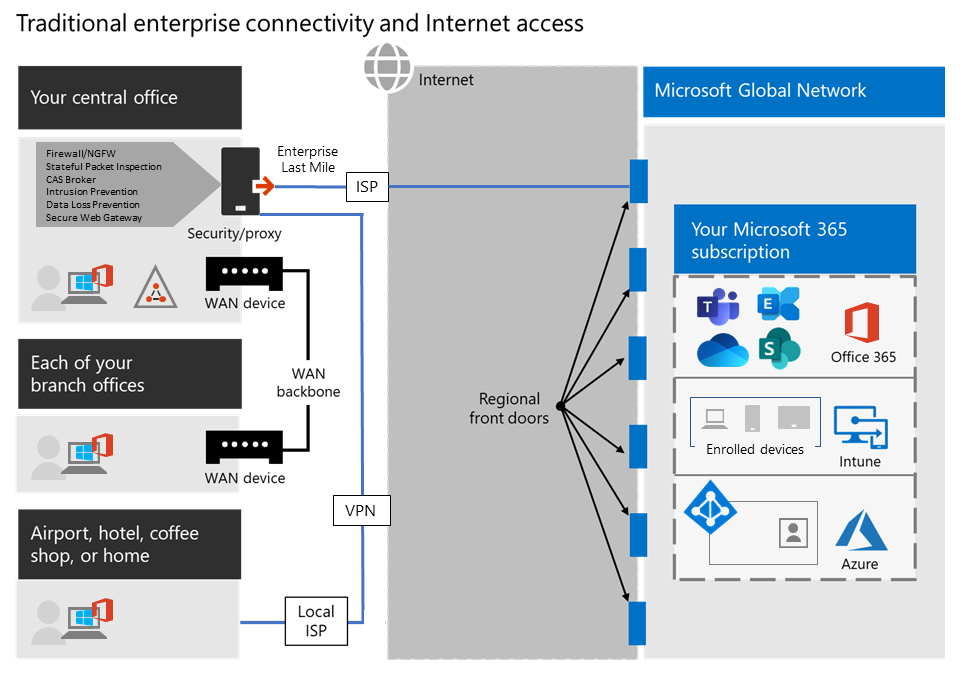 Traditional enterprise connectivity and Internet access
Internet
Your central office
Firewall/NGFW
Stateful Packet Inspection
CAS Broker
Intrusion Prevention
Data Loss Prevention
Secure Web Gateway
Security/proxy
Enterprise
Last Mile
ISP
WAN device
WAN
backbone
Each of your
branch offices
WAN device
VPN
Airport, hotel, coffee
shop, or home
Local
ISP
Regional
front doors
Microsoft Global Network
Your Microsoft 365
subscription
T
E
S
Office 365
Enrolled devices
Intune
Azure